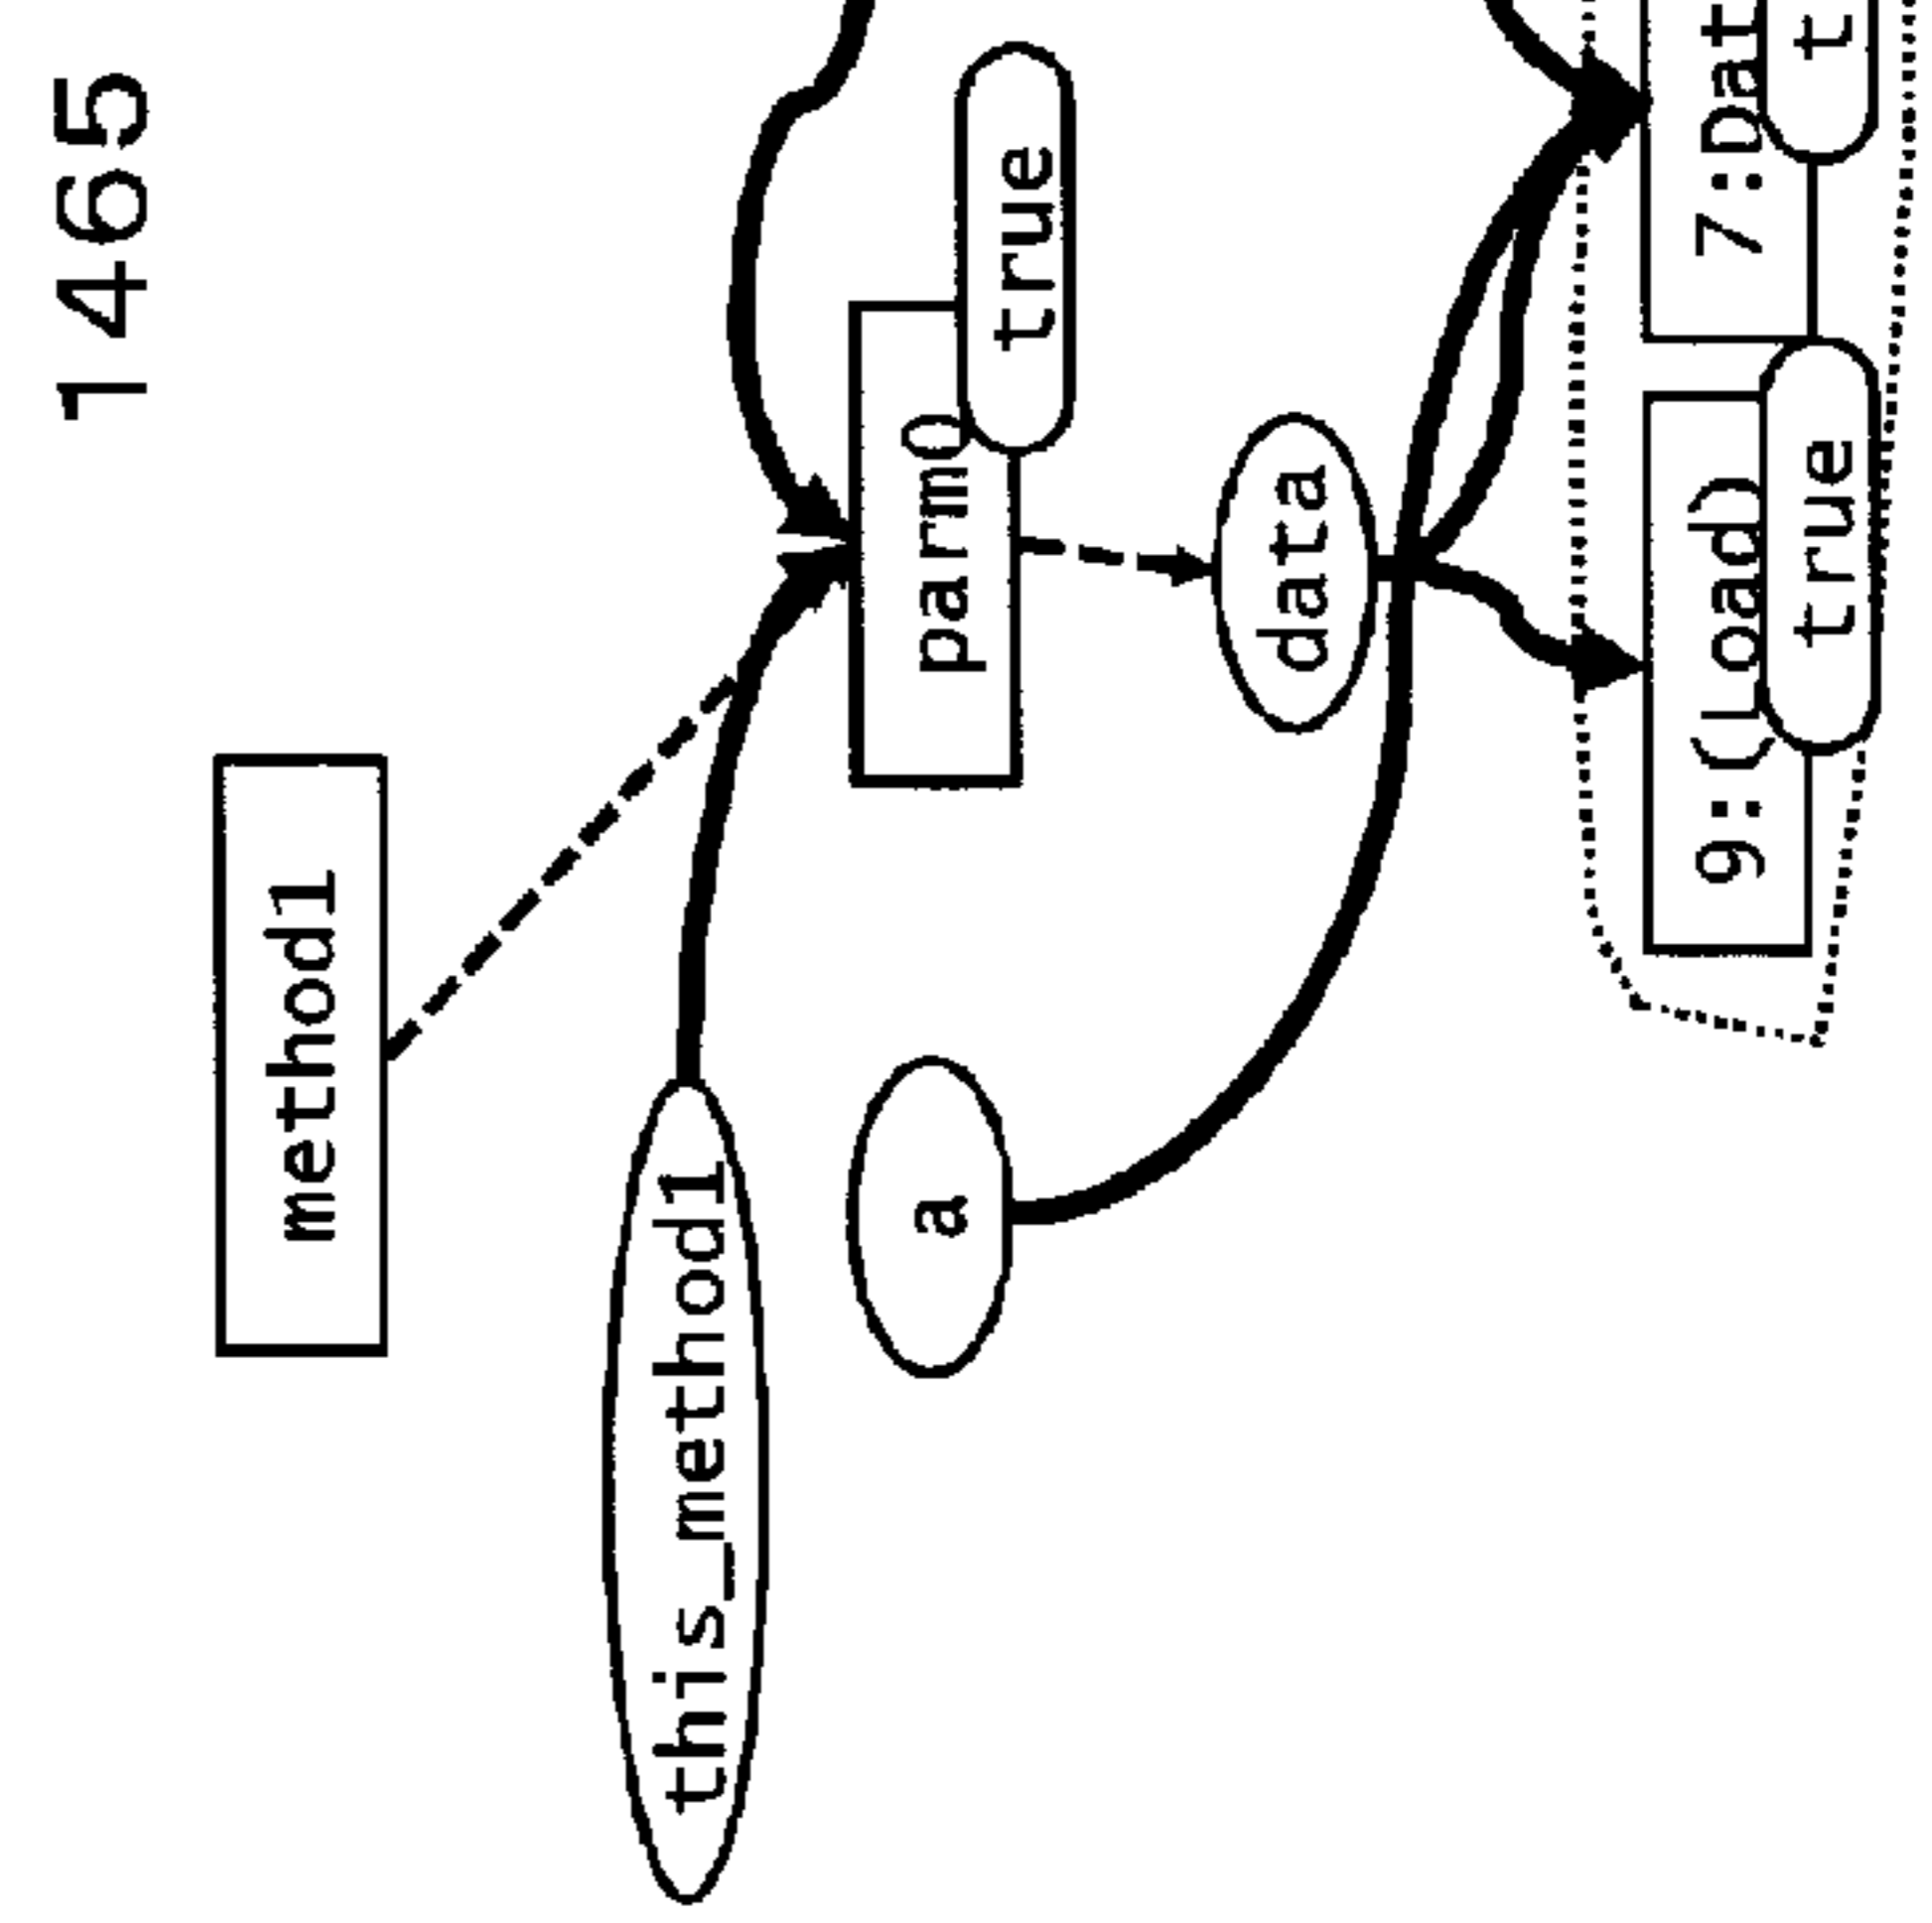 1465
method1
this_method1
a
parm0
true
data
9:(Load)
true
7:Dat
t